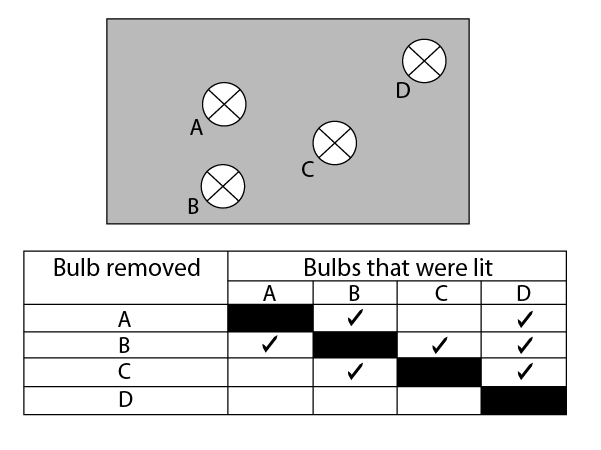 D
A
C
B
Bulb removed Bulbs that were lit
A B C D
A ✓ ✓
B ✓ ✓ ✓
C ✓ ✓
D